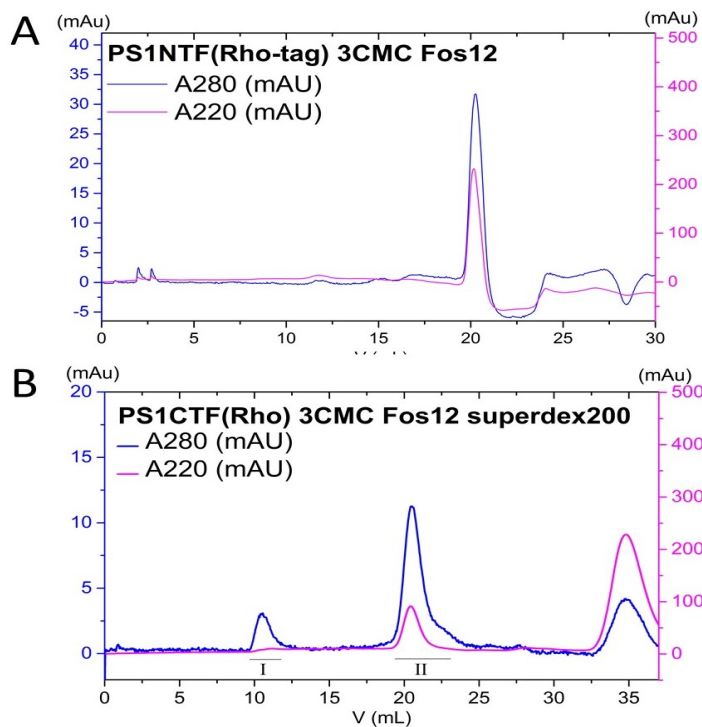 A
(mAu)
(mAu)
PS1NTF(Rho-tag) 3CMC Fos12
A280 (mAU)
A220 (mAU)
40
35
30
25
20
15
10
5
0
-5
500
400
300
200
100
0
0 5 10 15 20 25 30
B
(mAu)
(mAu)
PS1CTF(Rho) 3CMC Fos12 superdex200
A280 (mAU)
A220 (mAU)
20
15
10
5
0
500
400
300
200
100
0
I II
0 5 10 15 20 25 30 35
V (mL)